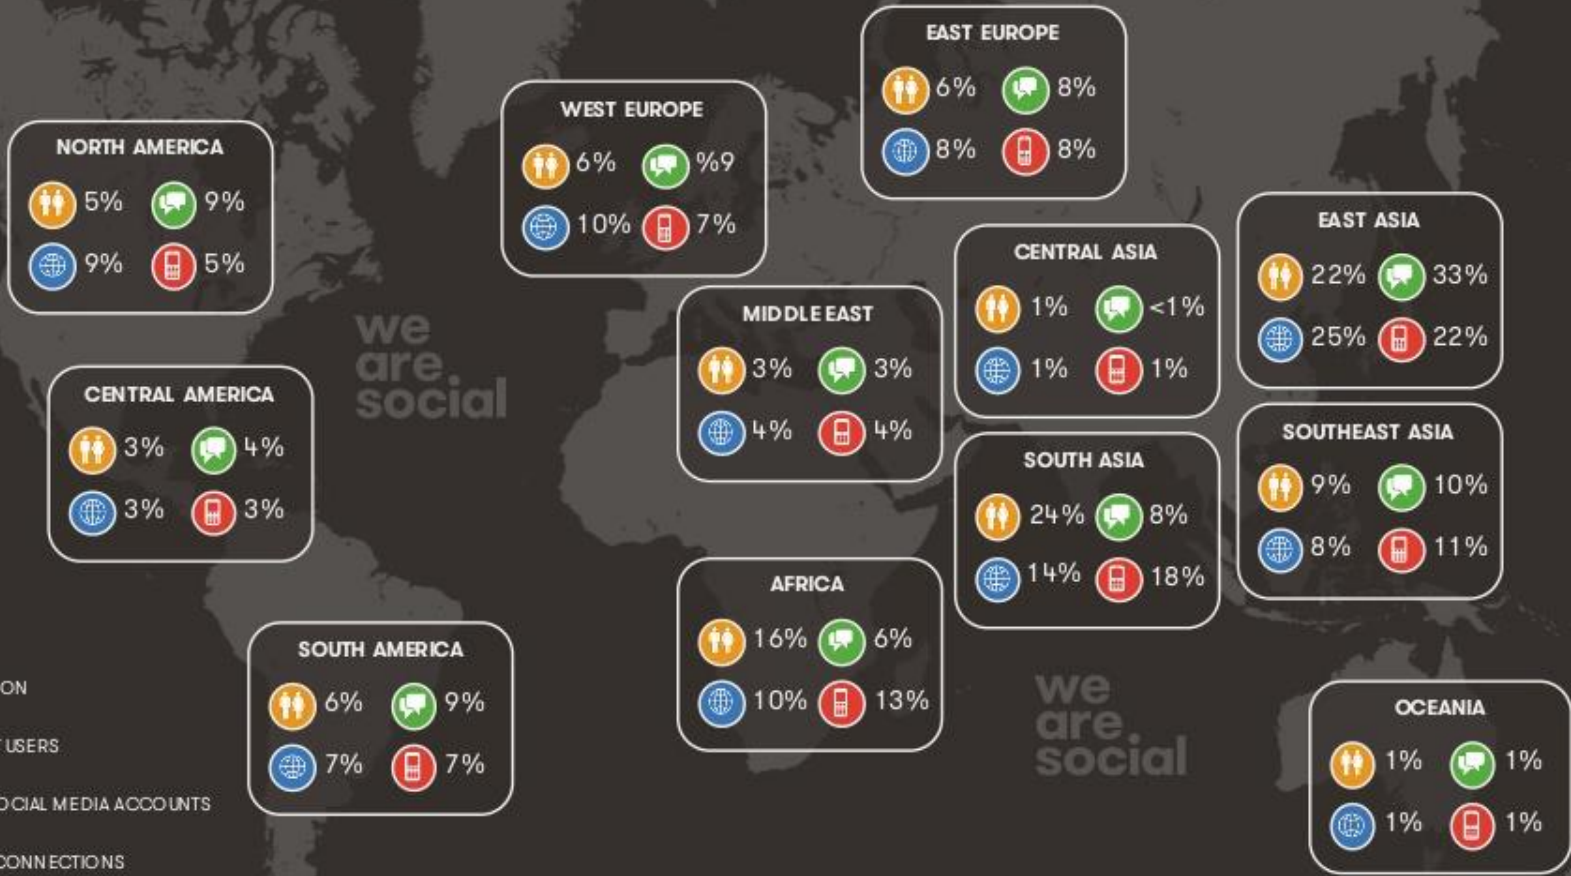 EAST EUROPE
6% 8%
8% 8%
WEST EUROPE
6% %9
10% 7%
NORTH AMERICA
5% 9%
9% 5%
EAST ASIA
22% 33%
25% 22%
CENTRAL ASIA
1% <1%
1% 1%
MIDDLE EAST
3% 3%
4% 4%
we
are
social
CENTRAL AMERICA
3% 4%
3% 3%
SOUTHEAST ASIA
9% 10%
8% 11%
SOUTH ASIA
24% 8%
14% 18%
AFRICA
16% 6%
10% 13%
SOUTH AMERICA
6% 9%
7% 7%
we
are
social
OCEANIA
1% 1%
1% 1%
ON
USERS
OCIAL MEDIA ACCOUNTS
CONNECTIONS